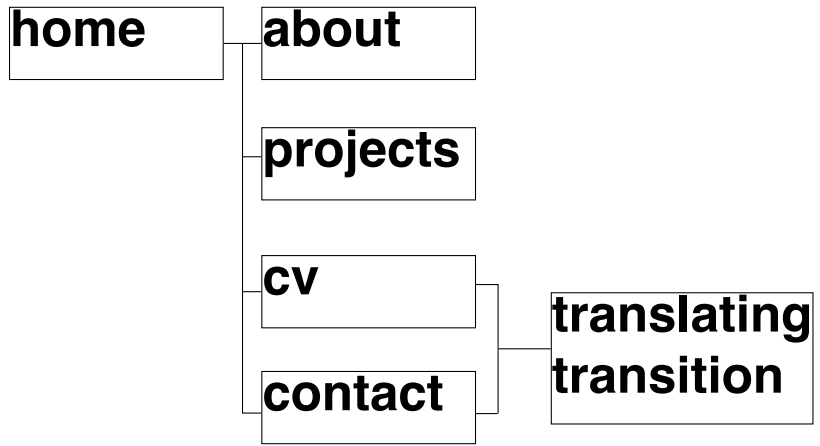 home
about
projects
cv
contact
translating
transition